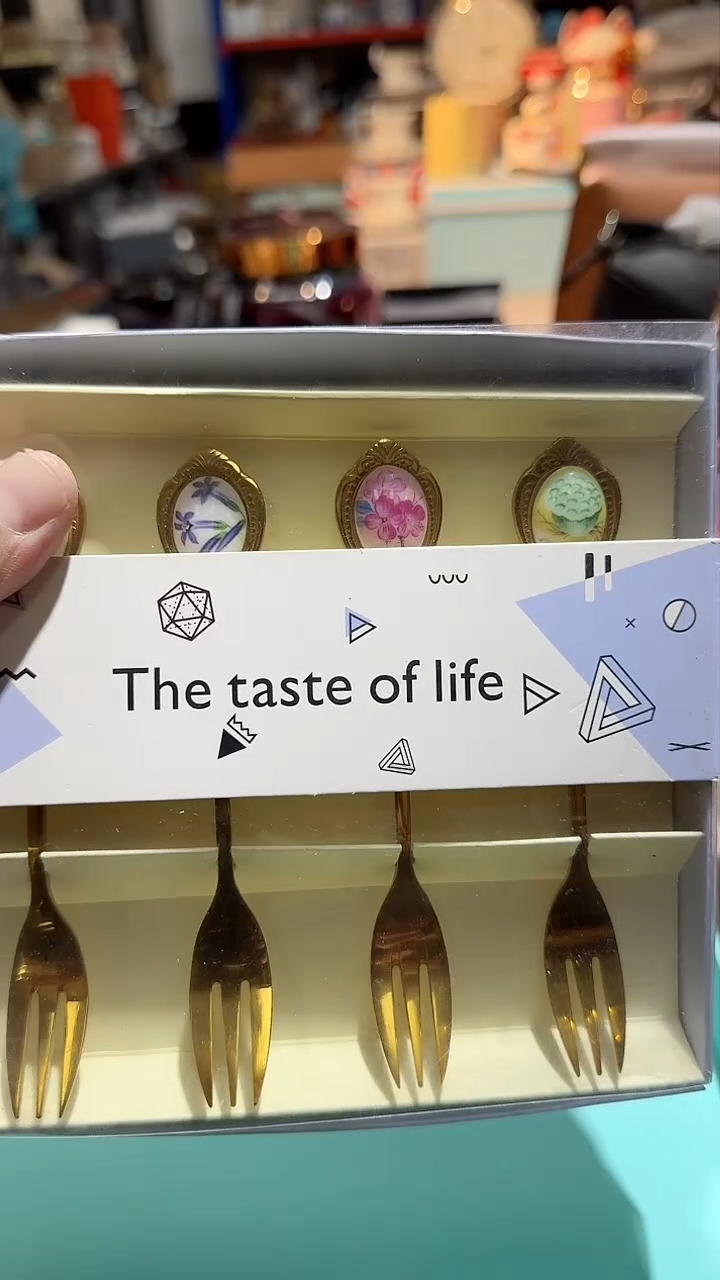 The taste of life